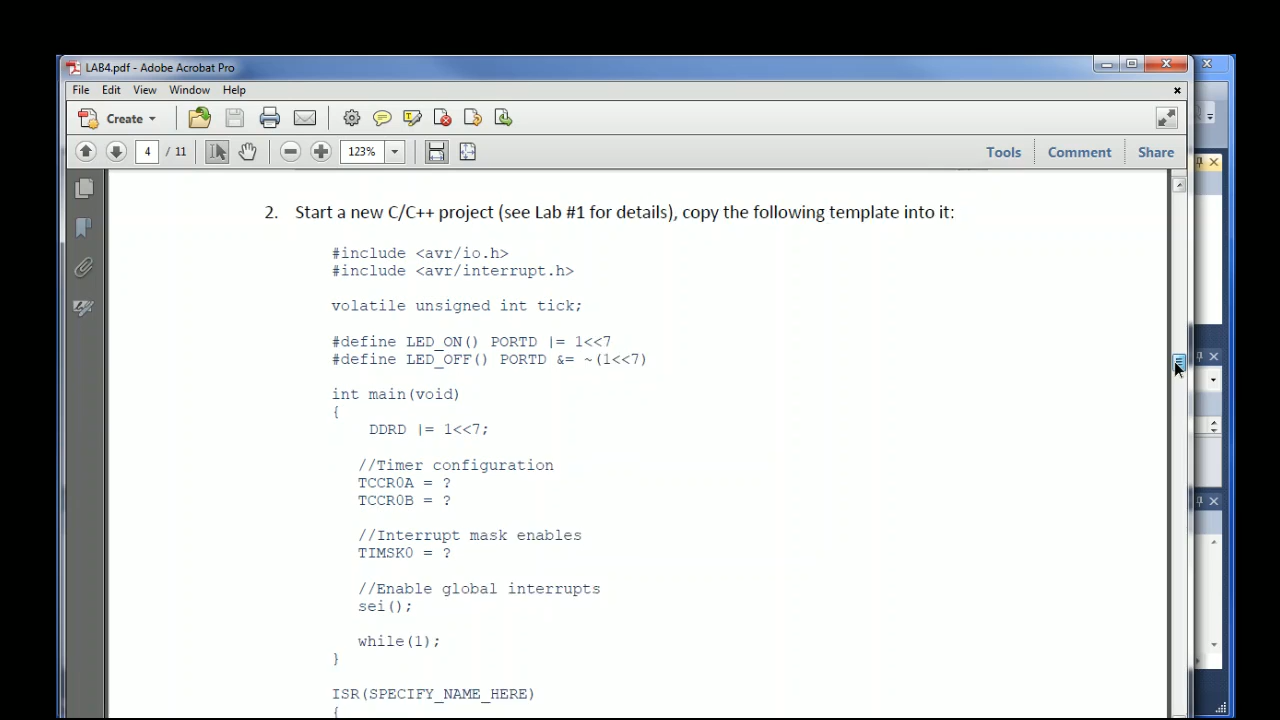 LAB4.pdf - Adobe Acrobat Pro
File Edit View Window Help
Create
4 / 11 123% Tools Comment Share
2. Start a new C/C++ project (see Lab #1 for details), copy the following template into it:
#include <avr/io.h>
#include <avr/interrupt.h>
volatile unsigned int tick;
#define LED_ON() PORTD |= 1<<7
#define LED_OFF() PORTD &= ~(1<<7)
int main(void)
{
DDRD |= 1<<7;
//Timer configuration
TCCR0A = ?
TCCR0B = ?
//Interrupt mask enables
TIMSK0 = ?
//Enable global interrupts
sei();
while(1);
}
ISR(SPECIFY_NAME_HERE)
{